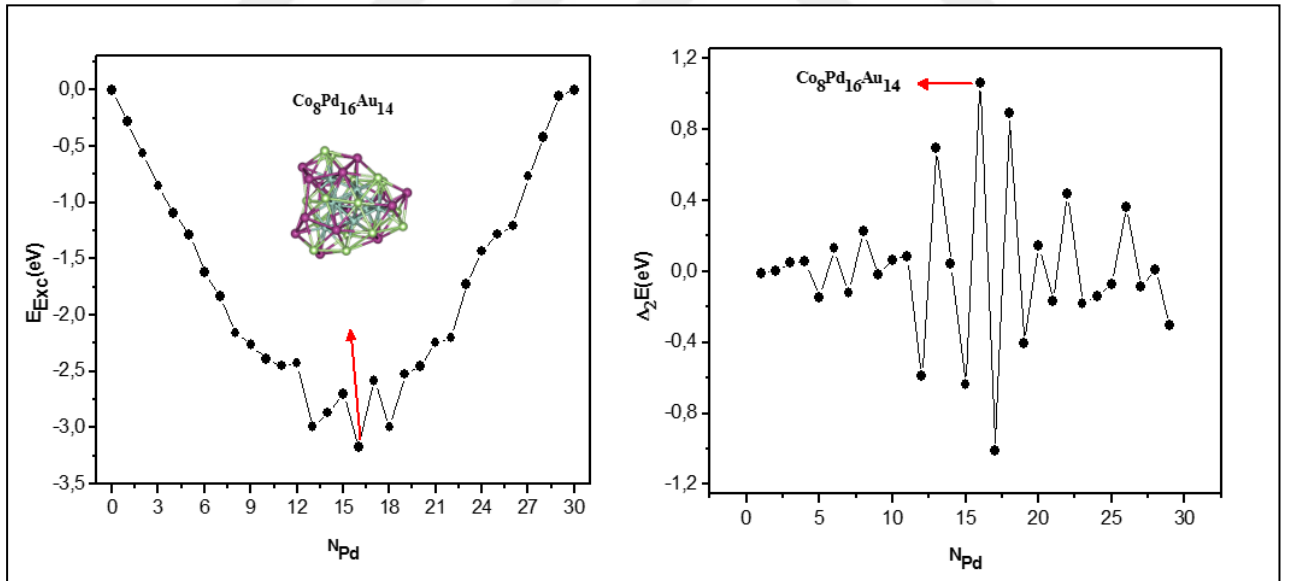 Co8Pd16Au14
0,0
-0,5
-1,0
-1,5
-2,0
-2,5
-3,0
-3,5
EExc(eV)
0 3 6 9 12 15 18 21 24 27 30
NPd
Co8Pd16Au14
1,2
0,8
0,4
0,0
-0,4
-0,8
-1,2
Δ2E(eV)
0 5 10 15 20 25 30
NPd